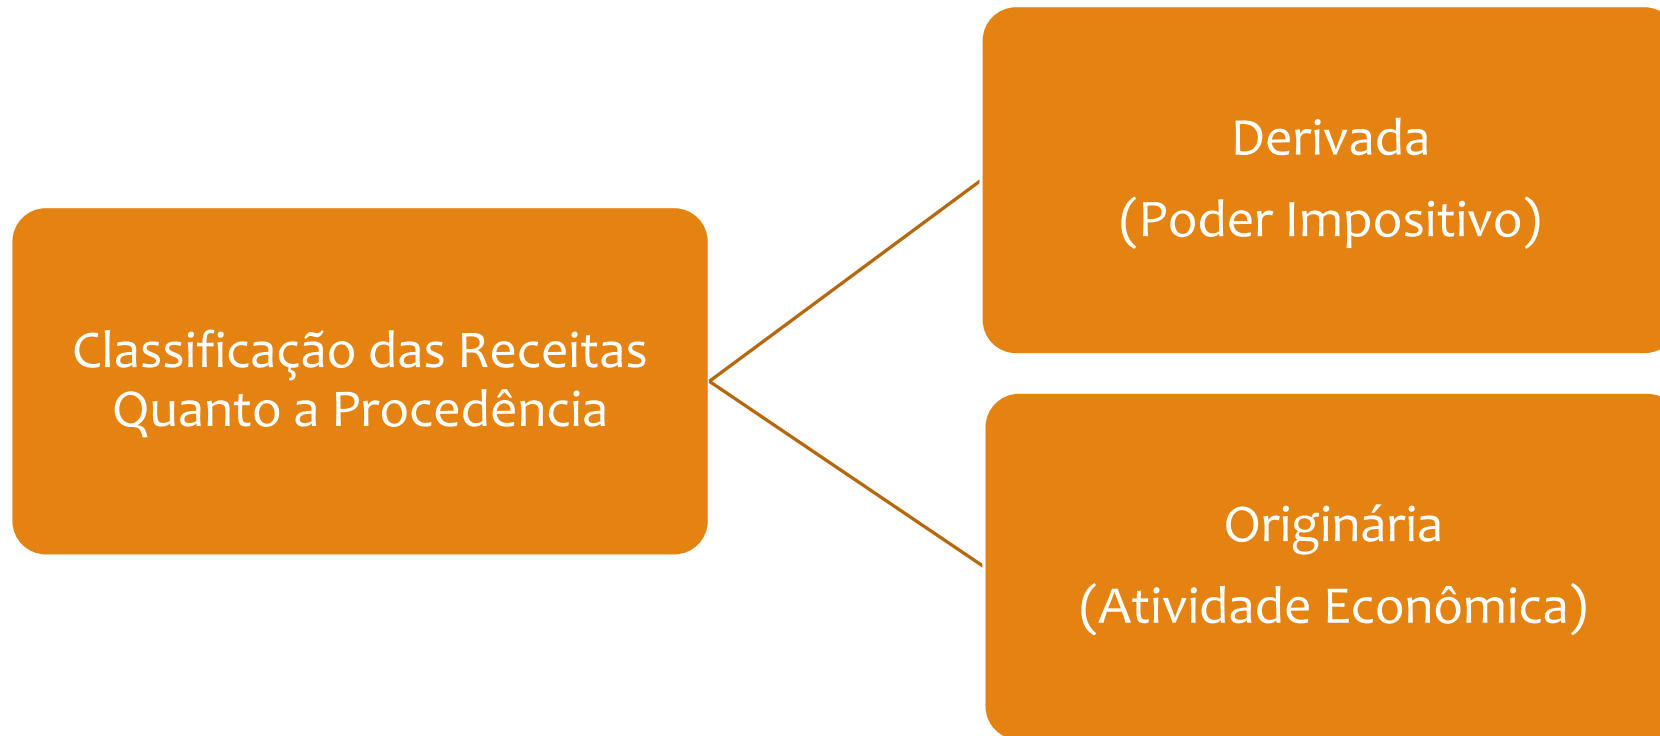 Classificação das Receitas
Quanto a Procedência
Derivada
(Poder Impositivo)
Originária
(Atividade Econômica)